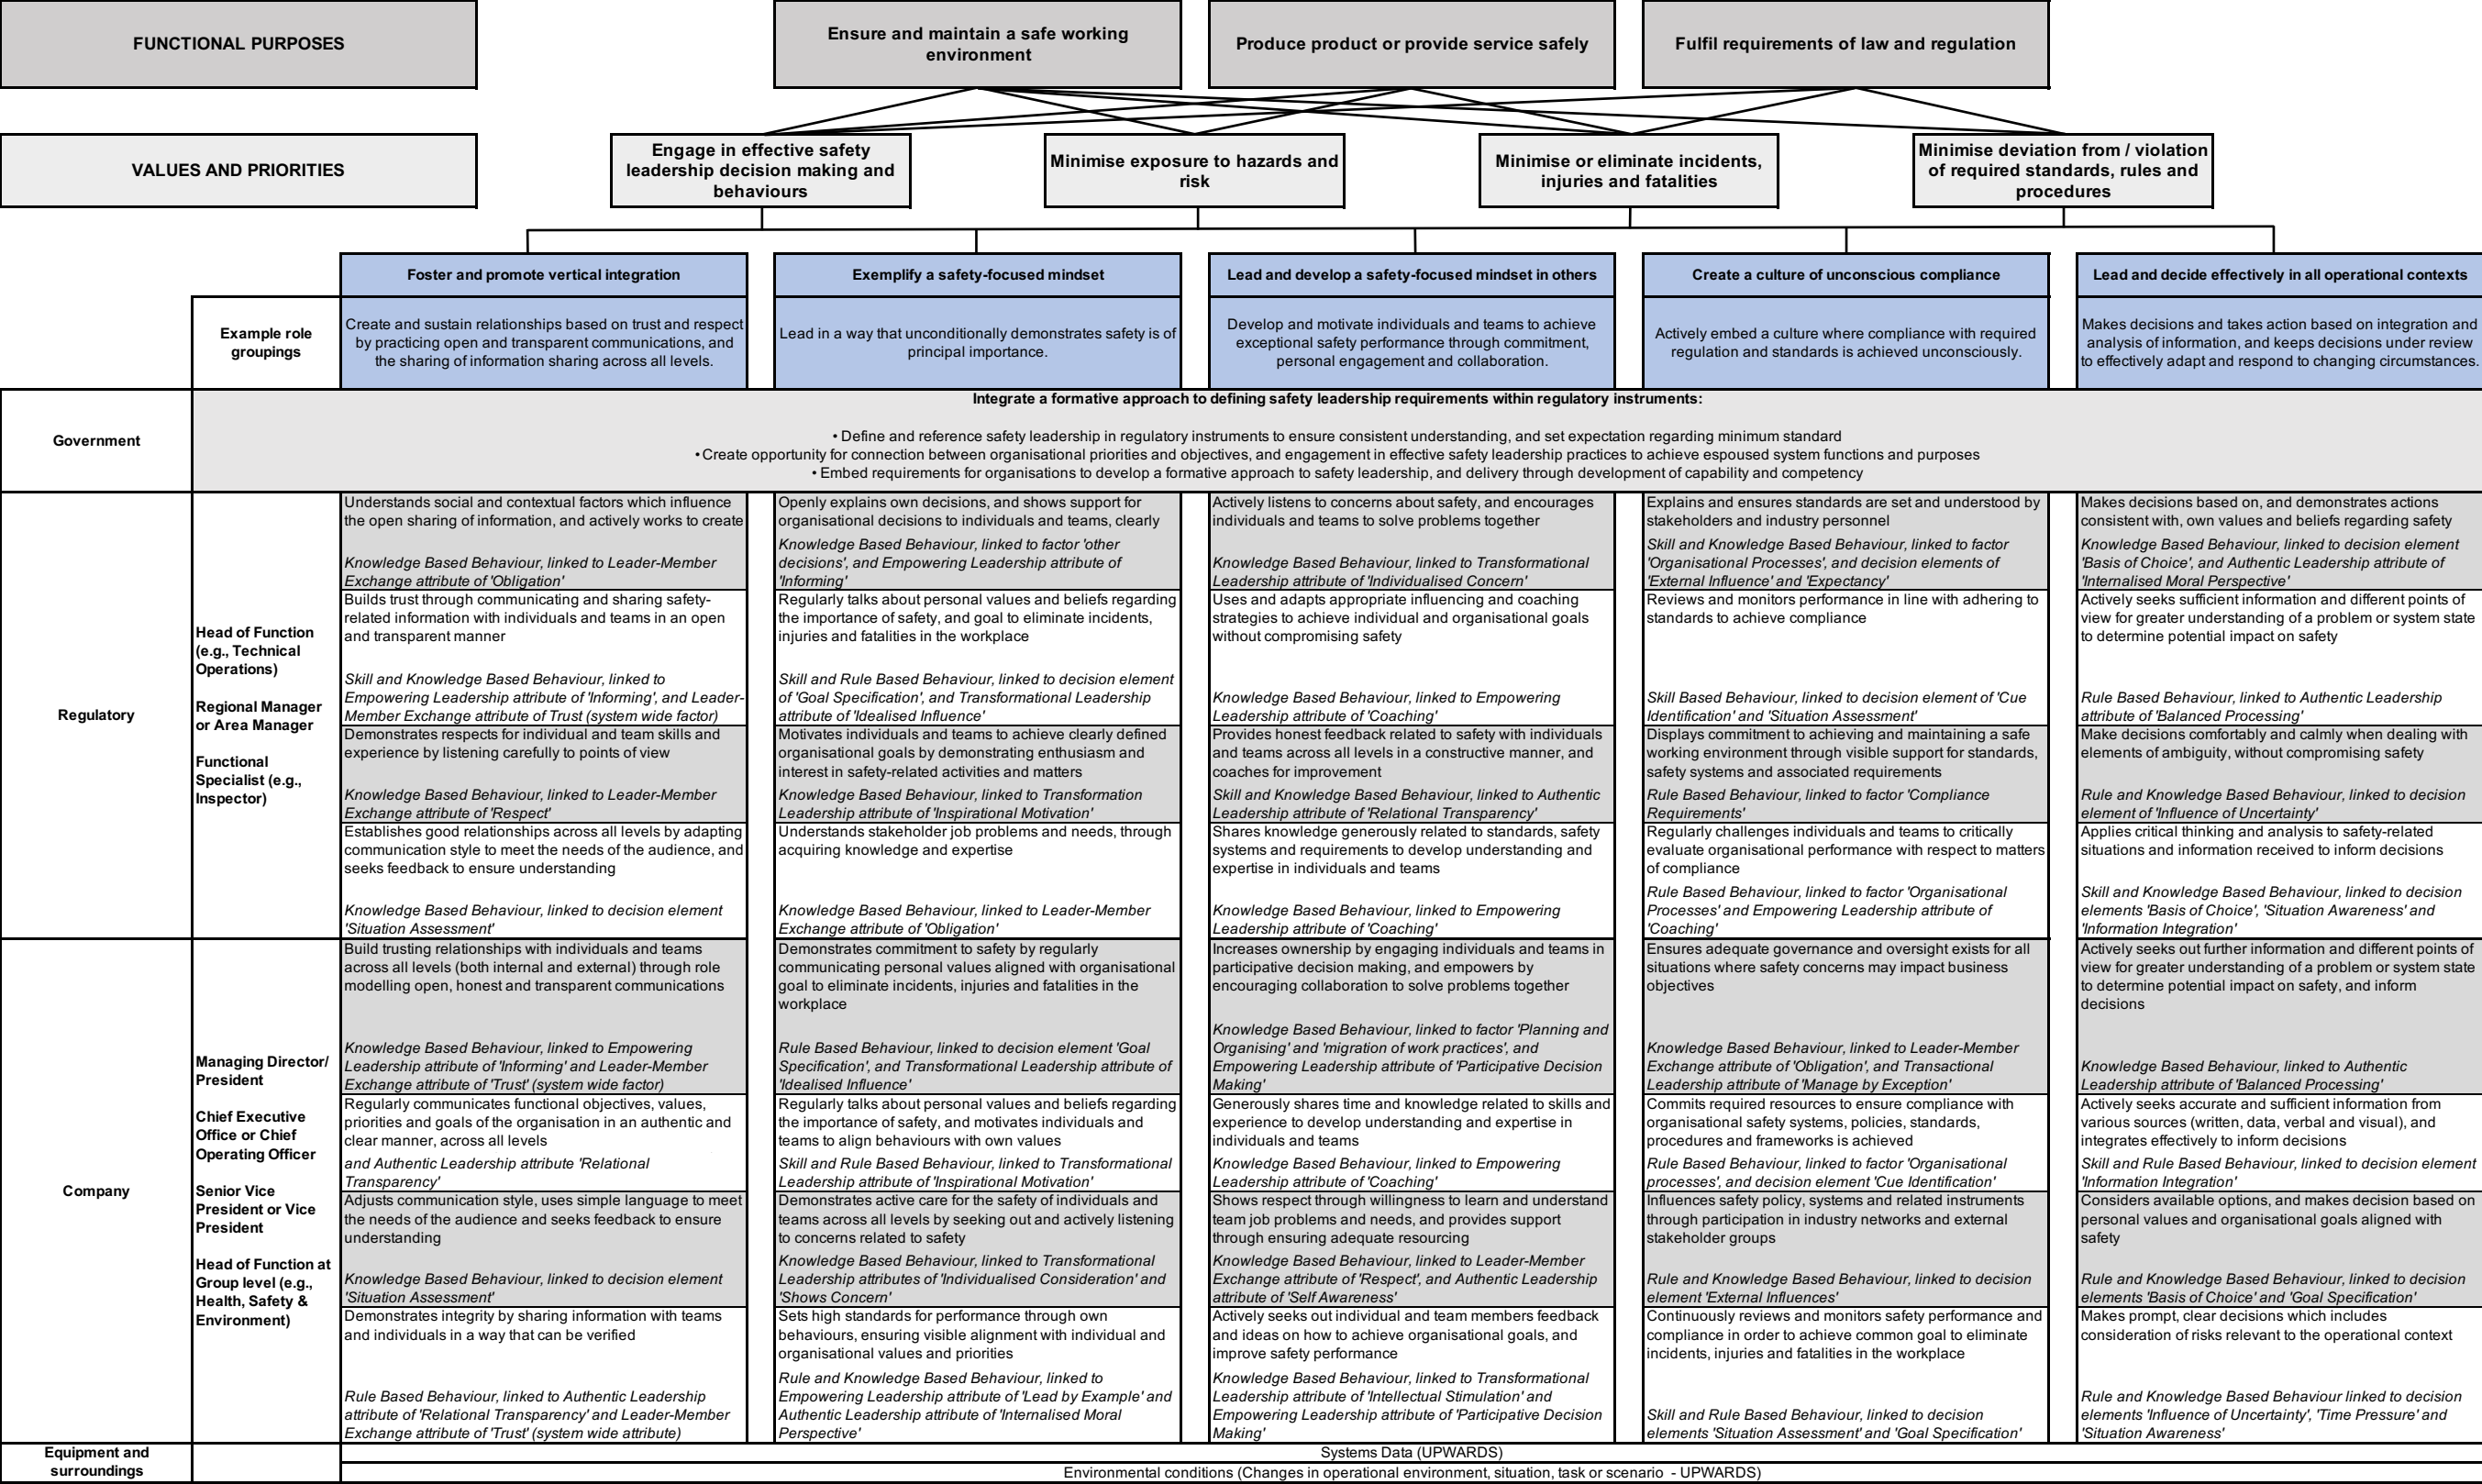 FUNCTIONAL PURPOSES
Ensure and maintain a safe working
environment
Produce product or provide service safely
Fulfil requirements of law and regulation
VALUES AND PRIORITIES
Engage in effective safety
leadership decision making and
behaviours
Minimise exposure to hazards and
risk
Minimise or eliminate incidents,
injuries and fatalities
Minimise deviation from / violation
of required standards, rules and
procedures
Foster and promote vertical integration
Exemplify a safety-focused mindset
Lead and develop a safety-focused mindset in others
Create a culture of unconscious compliance
Lead and decide effectively in all operational contexts
Example role
groupings
Create and sustain relationships based on trust and respect
by practicing open and transparent communications, and
the sharing of information sharing across all levels.
Lead in a way that unconditionally demonstrates safety is of
principal importance.
Develop and motivate individuals and teams to achieve
exceptional safety performance through commitment,
personal engagement and collaboration.
Actively embed a culture where compliance with required
regulation and standards is achieved unconsciously.
Makes decisions and takes action based on integration and
analysis of information, and keeps decisions under review
to effectively adapt and respond to changing circumstances.
Government
Integrate a formative approach to defining safety leadership requirements within regulatory instruments:
• Define and reference safety leadership in regulatory instruments to ensure consistent understanding, and set expectation regarding minimum standard
• Create opportunity for connection between organisational priorities and objectives, and engagement in effective safety leadership practices to achieve espoused system functions and purposes
• Embed requirements for organisations to develop a formative approach to safety leadership, and delivery through development of capability and competency
Regulatory
Head of Function
(e.g., Technical
Operations)
Regional Manager
or Area Manager
Functional
Specialist (e.g.,
Inspector)
Understands social and contextual factors which influence
the open sharing of information, and actively works to create
Knowledge Based Behaviour, linked to Leader-Member
Exchange attribute of 'Obligation'
Openly explains own decisions, and shows support for
organisational decisions to individuals and teams, clearly
Knowledge Based Behaviour, linked to factor 'other
decisions', and Empowering Leadership attribute of
'Informing'
Actively listens to concerns about safety, and encourages
individuals and teams to solve problems together
Knowledge Based Behaviour, linked to Transformational
Leadership attribute of 'Individualised Concern'
Explains and ensures standards are set and understood by
stakeholders and industry personnel
Skill and Knowledge Based Behaviour, linked to factor
'Organisational Processes', and decision elements of
'External Influence' and 'Expectancy'
Makes decisions based on, and demonstrates actions
consistent with, own values and beliefs regarding safety
Knowledge Based Behaviour, linked to decision element
'Basis of Choice', and Authentic Leadership attribute of
'Internalised Moral Perspective'
Builds trust through communicating and sharing safety-
related information with individuals and teams in an open
and transparent manner
Skill and Knowledge Based Behaviour, linked to
Empowering Leadership attribute of 'Informing', and Leader-
Member Exchange attribute of Trust (system wide factor)
Regularly talks about personal values and beliefs regarding
the importance of safety, and goal to eliminate incidents,
injuries and fatalities in the workplace
Skill and Rule Based Behaviour, linked to decision element
of 'Goal Specification', and Transformational Leadership
attribute of 'Idealised Influence'
Uses and adapts appropriate influencing and coaching
strategies to achieve individual and organisational goals
without compromising safety
Knowledge Based Behaviour, linked to Empowering
Leadership attribute of 'Coaching'
Reviews and monitors performance in line with adhering to
standards to achieve compliance
Skill Based Behaviour, linked to decision element of 'Cue
Identification' and 'Situation Assessment'
Actively seeks sufficient information and different points of
view for greater understanding of a problem or system state
to determine potential impact on safety
Rule Based Behaviour, linked to Authentic Leadership
attribute of 'Balanced Processing'
Demonstrates respects for individual and team skills and
experience by listening carefully to points of view
Knowledge Based Behaviour, linked to Leader-Member
Exchange attribute of 'Respect'
Motivates individuals and teams to achieve clearly defined
organisational goals by demonstrating enthusiasm and
interest in safety-related activities and matters
Knowledge Based Behaviour, linked to Transformation
Leadership attribute of 'Inspirational Motivation'
Provides honest feedback related to safety with individuals
and teams across all levels in a constructive manner, and
coaches for improvement
Skill and Knowledge Based Behaviour, linked to Authentic
Leadership attribute of 'Relational Transparency'
Displays commitment to achieving and maintaining a safe
working environment through visible support for standards,
safety systems and associated requirements
Rule Based Behaviour, linked to factor 'Compliance
Requirements'
Make decisions comfortably and calmly when dealing with
elements of ambiguity, without compromising safety
Rule and Knowledge Based Behaviour, linked to decision
element of 'Influence of Uncertainty'
Establishes good relationships across all levels by adapting
communication style to meet the needs of the audience, and
seeks feedback to ensure understanding
Knowledge Based Behaviour, linked to decision element
'Situation Assessment'
Understands stakeholder job problems and needs, through
acquiring knowledge and expertise
Knowledge Based Behaviour, linked to Leader-Member
Exchange attribute of 'Obligation'
Shares knowledge generously related to standards, safety
systems and requirements to develop understanding and
expertise in individuals and teams
Knowledge Based Behaviour, linked to Empowering
Leadership attribute of 'Coaching'
Regularly challenges individuals and teams to critically
evaluate organisational performance with respect to matters
of compliance
Rule Based Behaviour, linked to factor 'Organisational
Processes' and Empowering Leadership attribute of
'Coaching'
Applies critical thinking and analysis to safety-related
situations and information received to inform decisions
Skill and Knowledge Based Behaviour, linked to decision
elements 'Basis of Choice', 'Situation Awareness' and
'Information Integration'
Company
Managing Director/
President
Chief Executive
Office or Chief
Operating Officer
Senior Vice
President or Vice
President
Head of Function at
Group level (e.g.,
Health, Safety &
Environment)
Build trusting relationships with individuals and teams
across all levels (both internal and external) through role
modelling open, honest and transparent communications
Knowledge Based Behaviour, linked to Empowering
Leadership attribute of 'Informing' and Leader-Member
Exchange attribute of 'Trust' (system wide factor)
Demonstrates commitment to safety by regularly
communicating personal values aligned with organisational
goal to eliminate incidents, injuries and fatalities in the
workplace
Rule Based Behaviour, linked to decision element 'Goal
Specification', and Transformational Leadership attribute of
'Idealised Influence'
Increases ownership by engaging individuals and teams in
participative decision making, and empowers by
encouraging collaboration to solve problems together
Knowledge Based Behaviour, linked to factor 'Planning and
Organising' and 'migration of work practices', and
Empowering Leadership attribute of 'Participative Decision
Making'
Ensures adequate governance and oversight exists for all
situations where safety concerns may impact business
objectives
Knowledge Based Behaviour, linked to Leader-Member
Exchange attribute of 'Obligation', and Transactional
Leadership attribute of 'Manage by Exception'
Actively seeks out further information and different points of
view for greater understanding of a problem or system state
to determine potential impact on safety, and inform
decisions
Knowledge Based Behaviour, linked to Authentic
Leadership attribute of 'Balanced Processing'
Regularly communicates functional objectives, values,
priorities and goals of the organisation in an authentic and
clear manner, across all levels
and Authentic Leadership attribute 'Relational
Transparency'
Regularly talks about personal values and beliefs regarding
the importance of safety, and motivates individuals and
teams to align behaviours with own values
Skill and Rule Based Behaviour, linked to Transformational
Leadership attribute of 'Inspirational Motivation'
Generously shares time and knowledge related to skills and
experience to develop understanding and expertise in
individuals and teams
Knowledge Based Behaviour, linked to Empowering
Leadership attribute of 'Coaching'
Commits required resources to ensure compliance with
organisational safety systems, policies, standards,
procedures and frameworks is achieved
Rule Based Behaviour, linked to factor 'Organisational
processes', and decision element 'Cue Identification'
Actively seeks accurate and sufficient information from
various sources (written, data, verbal and visual), and
integrates effectively to inform decisions
Skill and Rule Based Behaviour, linked to decision element
'Information Integration'
Adjusts communication style, uses simple language to meet
the needs of the audience and seeks feedback to ensure
understanding
Knowledge Based Behaviour, linked to decision element
'Situation Assessment'
Demonstrates active care for the safety of individuals and
teams across all levels by seeking out and actively listening
to concerns related to safety
Knowledge Based Behaviour, linked to Transformational
Leadership attributes of 'Individualised Consideration' and
'Shows Concern'
Shows respect through willingness to learn and understand
team job problems and needs, and provides support
through ensuring adequate resourcing
Knowledge Based Behaviour, linked to Leader-Member
Exchange attribute of 'Respect', and Authentic Leadership
attribute of 'Self Awareness'
Influences safety policy, systems and related instruments
through participation in industry networks and external
stakeholder groups
Rule and Knowledge Based Behaviour, linked to decision
element 'External Influences'
Considers available options, and makes decision based on
personal values and organisational goals aligned with
safety
Rule and Knowledge Based Behaviour, linked to decision
elements 'Basis of Choice' and 'Goal Specification'
Demonstrates integrity by sharing information with teams
and individuals in a way that can be verified
Rule Based Behaviour, linked to Authentic Leadership
attribute of 'Relational Transparency' and Leader-Member
Exchange attribute of 'Trust' (system wide attribute)
Sets high standards for performance through own
behaviours, ensuring visible alignment with individual and
organisational values and priorities
Rule and Knowledge Based Behaviour, linked to
Empowering Leadership attribute of 'Lead by Example' and
Authentic Leadership attribute of 'Internalised Moral
Perspective'
Actively seeks out individual and team members feedback
and ideas on how to achieve organisational goals, and
improve safety performance
Knowledge Based Behaviour, linked to Transformational
Leadership attribute of 'Intellectual Stimulation' and
Empowering Leadership attribute of 'Participative Decision
Making'
Continuously reviews and monitors safety performance and
compliance in order to achieve common goal to eliminate
incidents, injuries and fatalities in the workplace
Skill and Rule Based Behaviour, linked to decision
elements 'Situation Assessment' and 'Goal Specification'
Makes prompt, clear decisions which includes
consideration of risks relevant to the operational context
Rule and Knowledge Based Behaviour linked to decision
elements 'Influence of Uncertainty', 'Time Pressure' and
'Situation Awareness'
Equipment and
surroundings
Systems Data (UPWARDS)
Environmental conditions (Changes in operational environment, situation, task or scenario - UPWARDS)